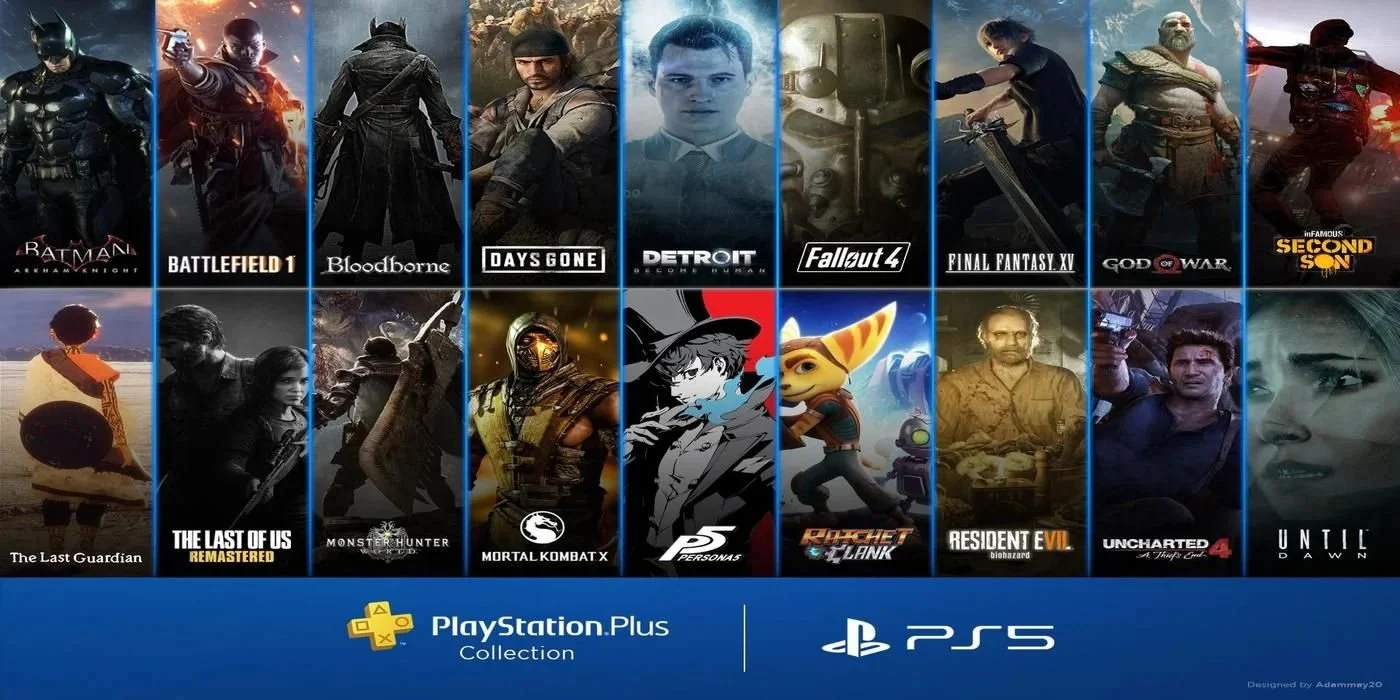 BATMAN
ARKHAM KNIGHT
BATTLEFIELD 1
Bloodborne
DAYS GONE
DETROIT
BECOME HUMAN
Fallout 4
FINAL FANTASY XV
GOD OF WAR
inFAMOUS
SECOND
SON
The Last Guardian
THE LAST OF US
REMASTERED
MONSTER HUNTER
WORLD
MORTAL KOMBAT X
P5
PERSONA5
RATCHET
& CLANK
RESIDENT EVIL
biohazard
UNCHARTED 4
A Thief's End
UNTIL
DAWN
PlayStation.Plus
Collection
PS5
Designed by Adammay20